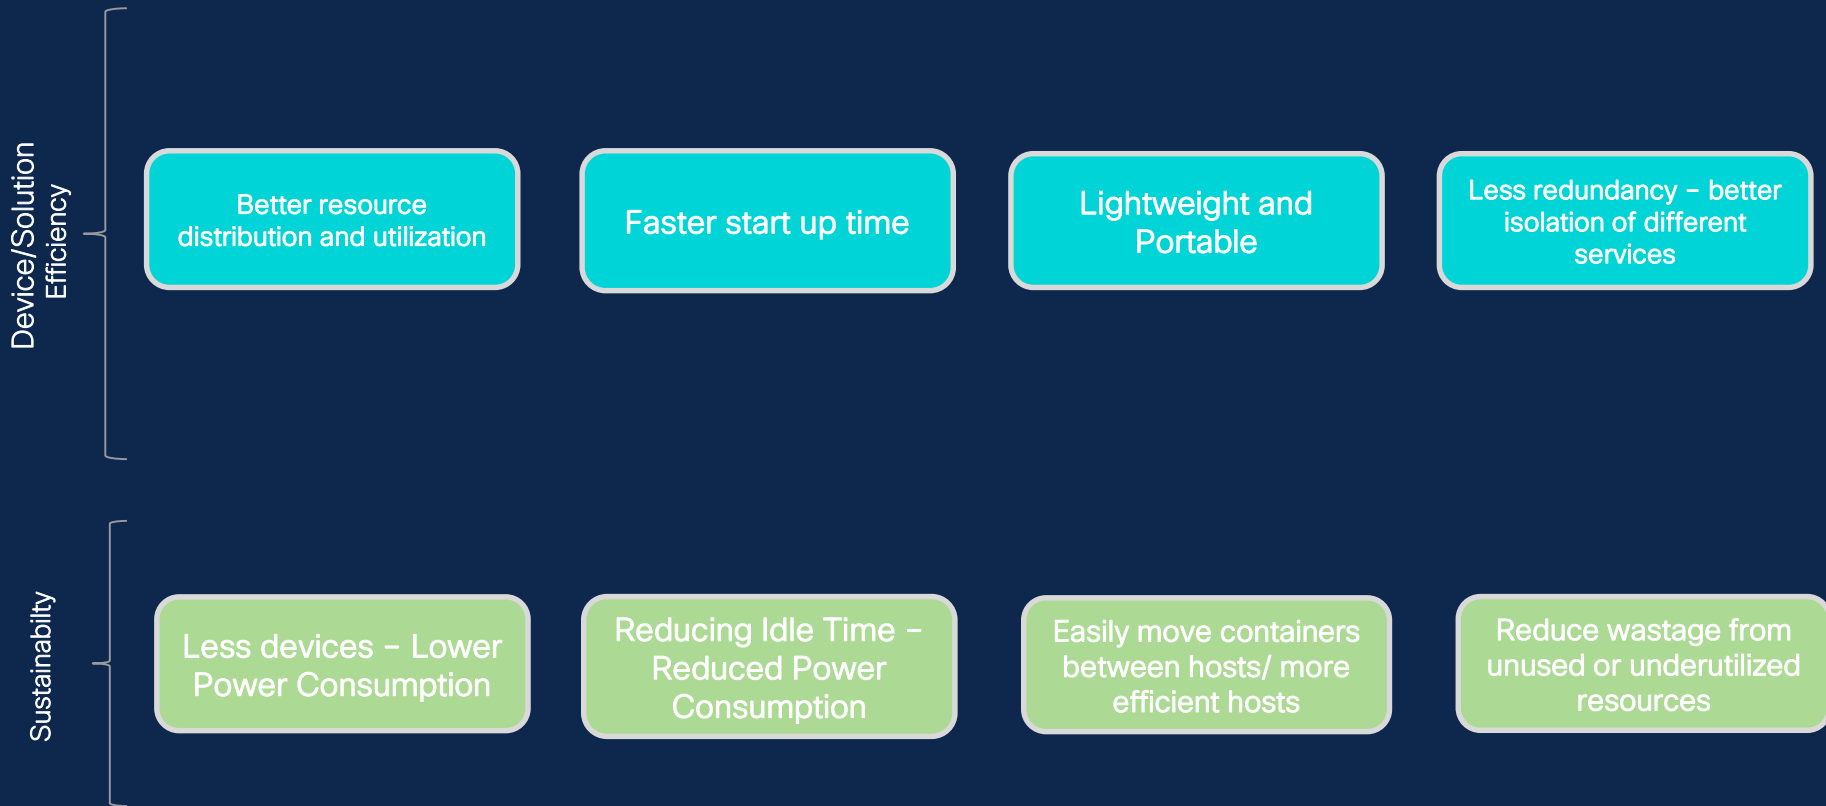 Device/Solution
Efficiency
Better resource
distribution and utilization
Faster start up time
Lightweight and
Portable
Less redundancy – better
isolation of different
services
Sustainabilty
Less devices – Lower
Power Consumption
Reducing Idle Time –
Reduced Power
Consumption
Easily move containers
between hosts/ more
efficient hosts
Reduce wastage from
unused or underutilized
resources